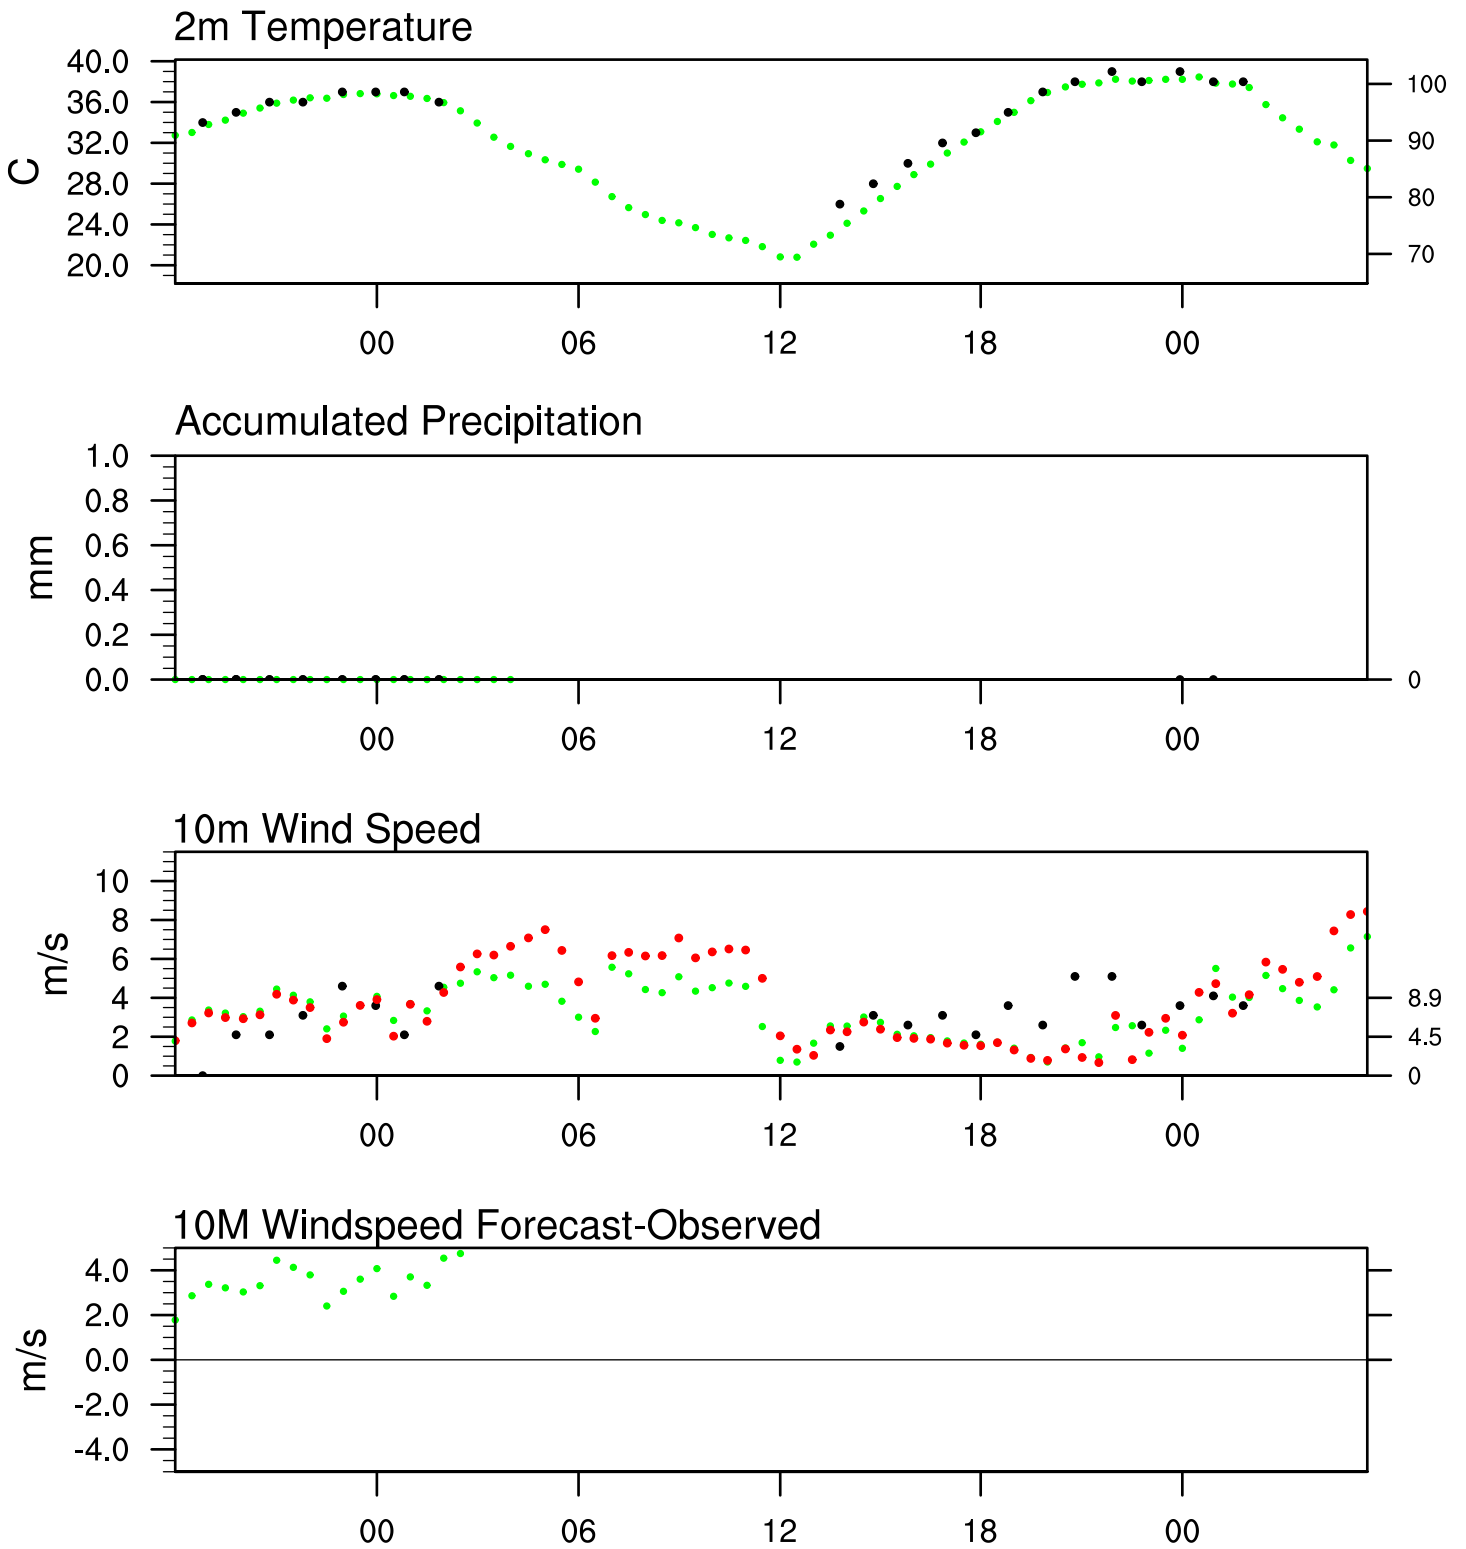 2m Temperature
40.0
36.0
32.0
28.0
24.0
20.0
C
100
90
80
70
00 06 12 18 00
Accumulated Precipitation
1.0
0.8
0.6
0.4
0.2
0.0
mm
0
00 06 12 18 00
10m Wind Speed
10
8
6
4
2
0
m/s
8.9
4.5
0
00 06 12 18 00
10M Windspeed Forecast-Observed
4.0
2.0
0.0
-2.0
-4.0
m/s
00 06 12 18 00